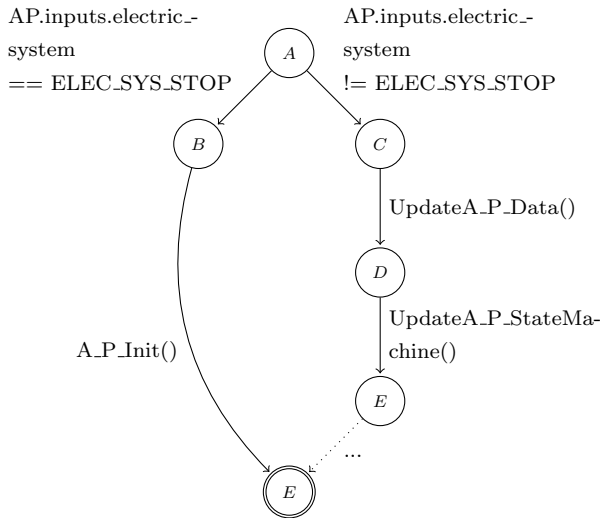 AP.inputs.electric_-
system
== ELEC_SYS_STOP
AP.inputs.electric_-
system
!= ELEC_SYS_STOP
A
B
C
UpdateA_P_Data()
D
UpdateA_P_StateMa-
chine()
A_P_Init()
E
...
E